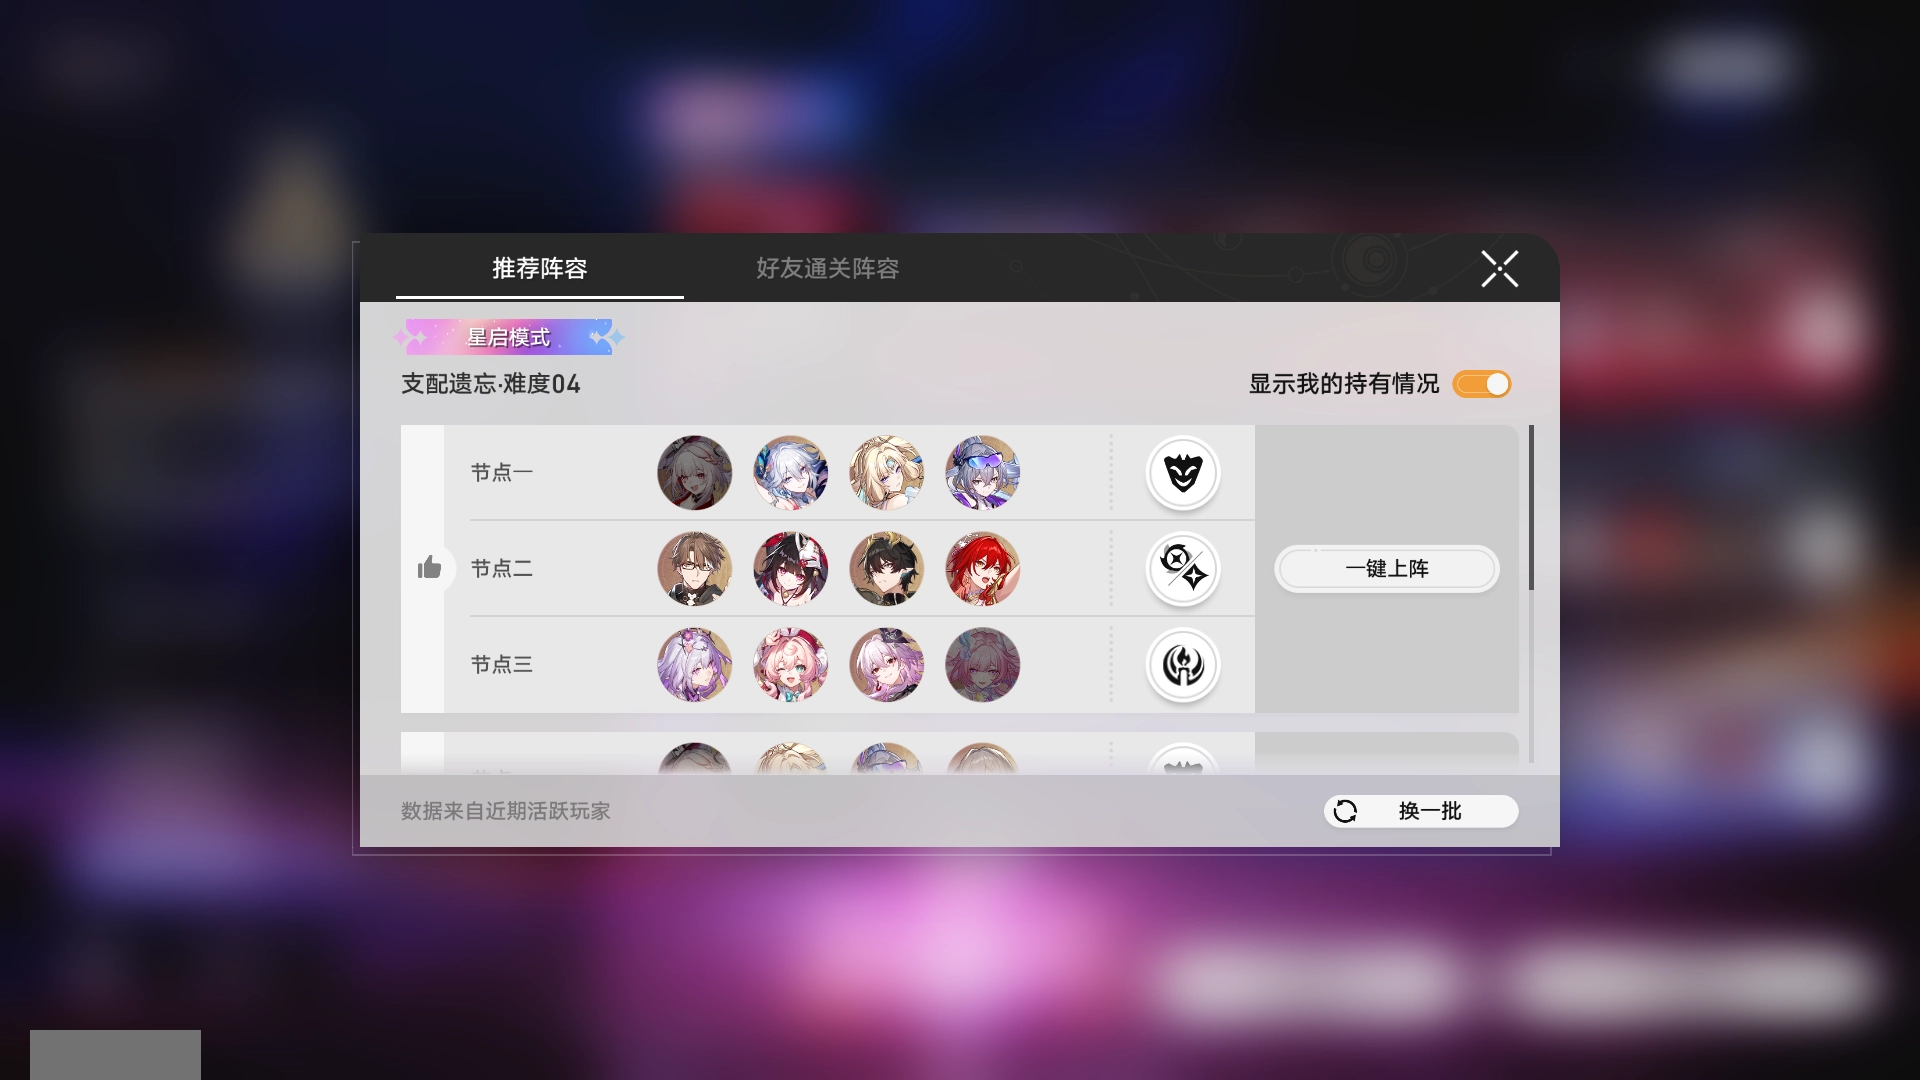 推荐阵容
好友通关阵容
星启模式
支配遗忘·难度04
显示我的持有情况
节点一
节点二
一键上阵
节点三
数据来自近期活跃玩家
换一批